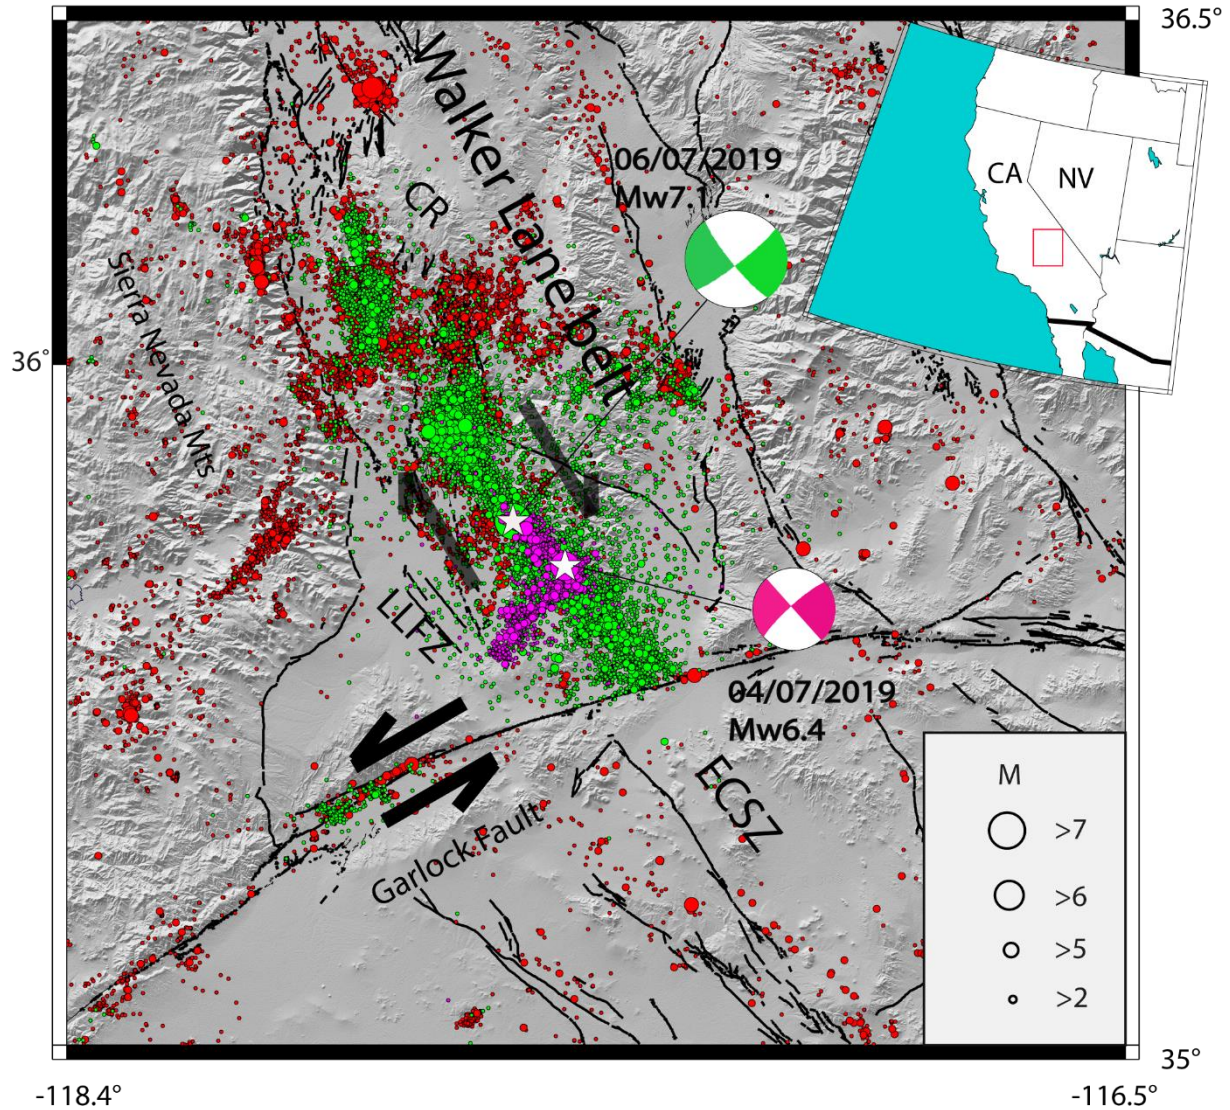 36.5°
Walker Lane belt
06/07/2019
Mw7.1
CA
NV
CR
Sierra Nevada Mts
36°
LLFZ
04/07/2019
Mw6.4
ECSZ
Garlock Fault
M
>7
>6
>5
>2
35°
-118.4°
-116.5°